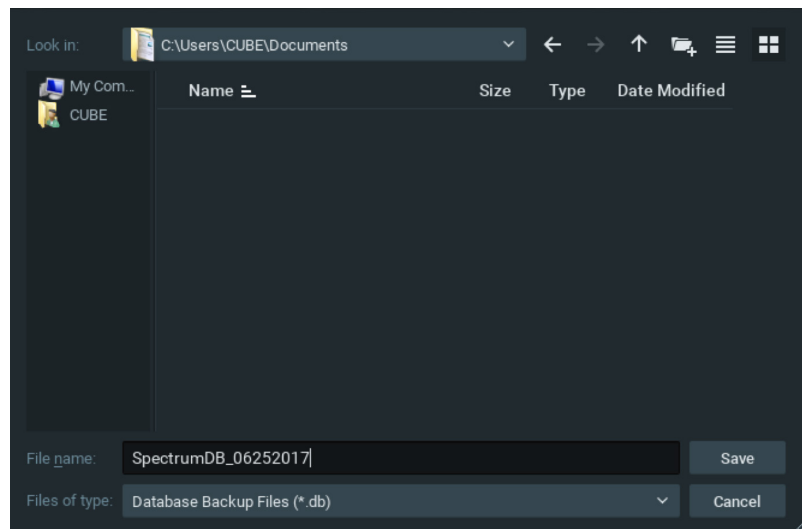 Look in: C:\Users\CUBE\Documents
My Com...
CUBE
Name Size Type Date Modified
File name: SpectrumDB_06252017 Save
Files of type: Database Backup Files (*.db) Cancel